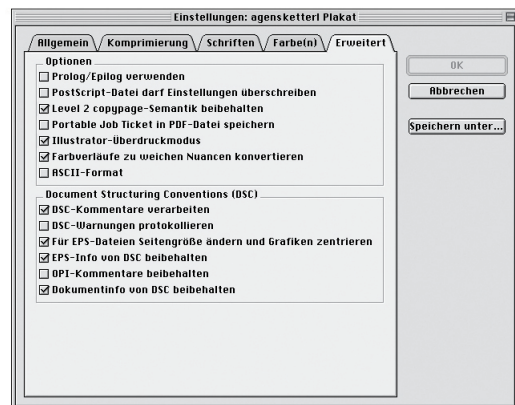 Einstellungen: agensketterl Plakat
Allgemein Komprimierung Schriften Farbe(n) Erweitert
Optionen
Prolog/Epilog verwenden
PostScript-Datei darf Einstellungen überschreiben
Level 2 copypage-Semantik beibehalten
Portable Job Ticket in PDF-Datei speichern
Illustrator-Überdruckmodus
Farbverläufe zu weichen Nuancen konvertieren
ASCII-Format
Document Structuring Conventions (DSC)
DSC-Kommentare verarbeiten
DSC-Warnungen protokollieren
Für EPS-Dateien Seitengröße ändern und Grafiken zentrieren
EPS-Info von DSC beibehalten
OPI-Kommentare beibehalten
Dokumentinfo von DSC beibehalten
OK
Abbrechen
Speichern unter...